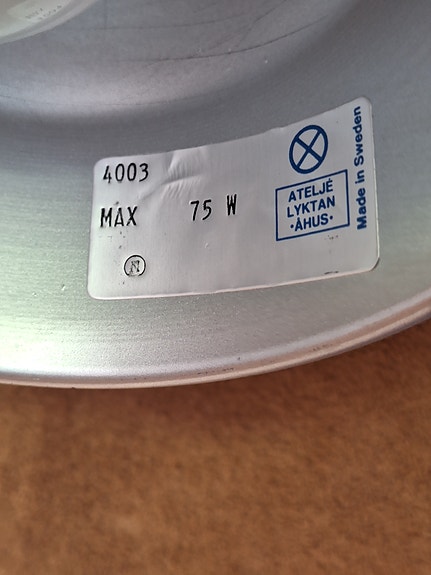 4003
MAX 75 W
ATELJÉ
LYKTAN
·ÅHUS·
Made in Sweden